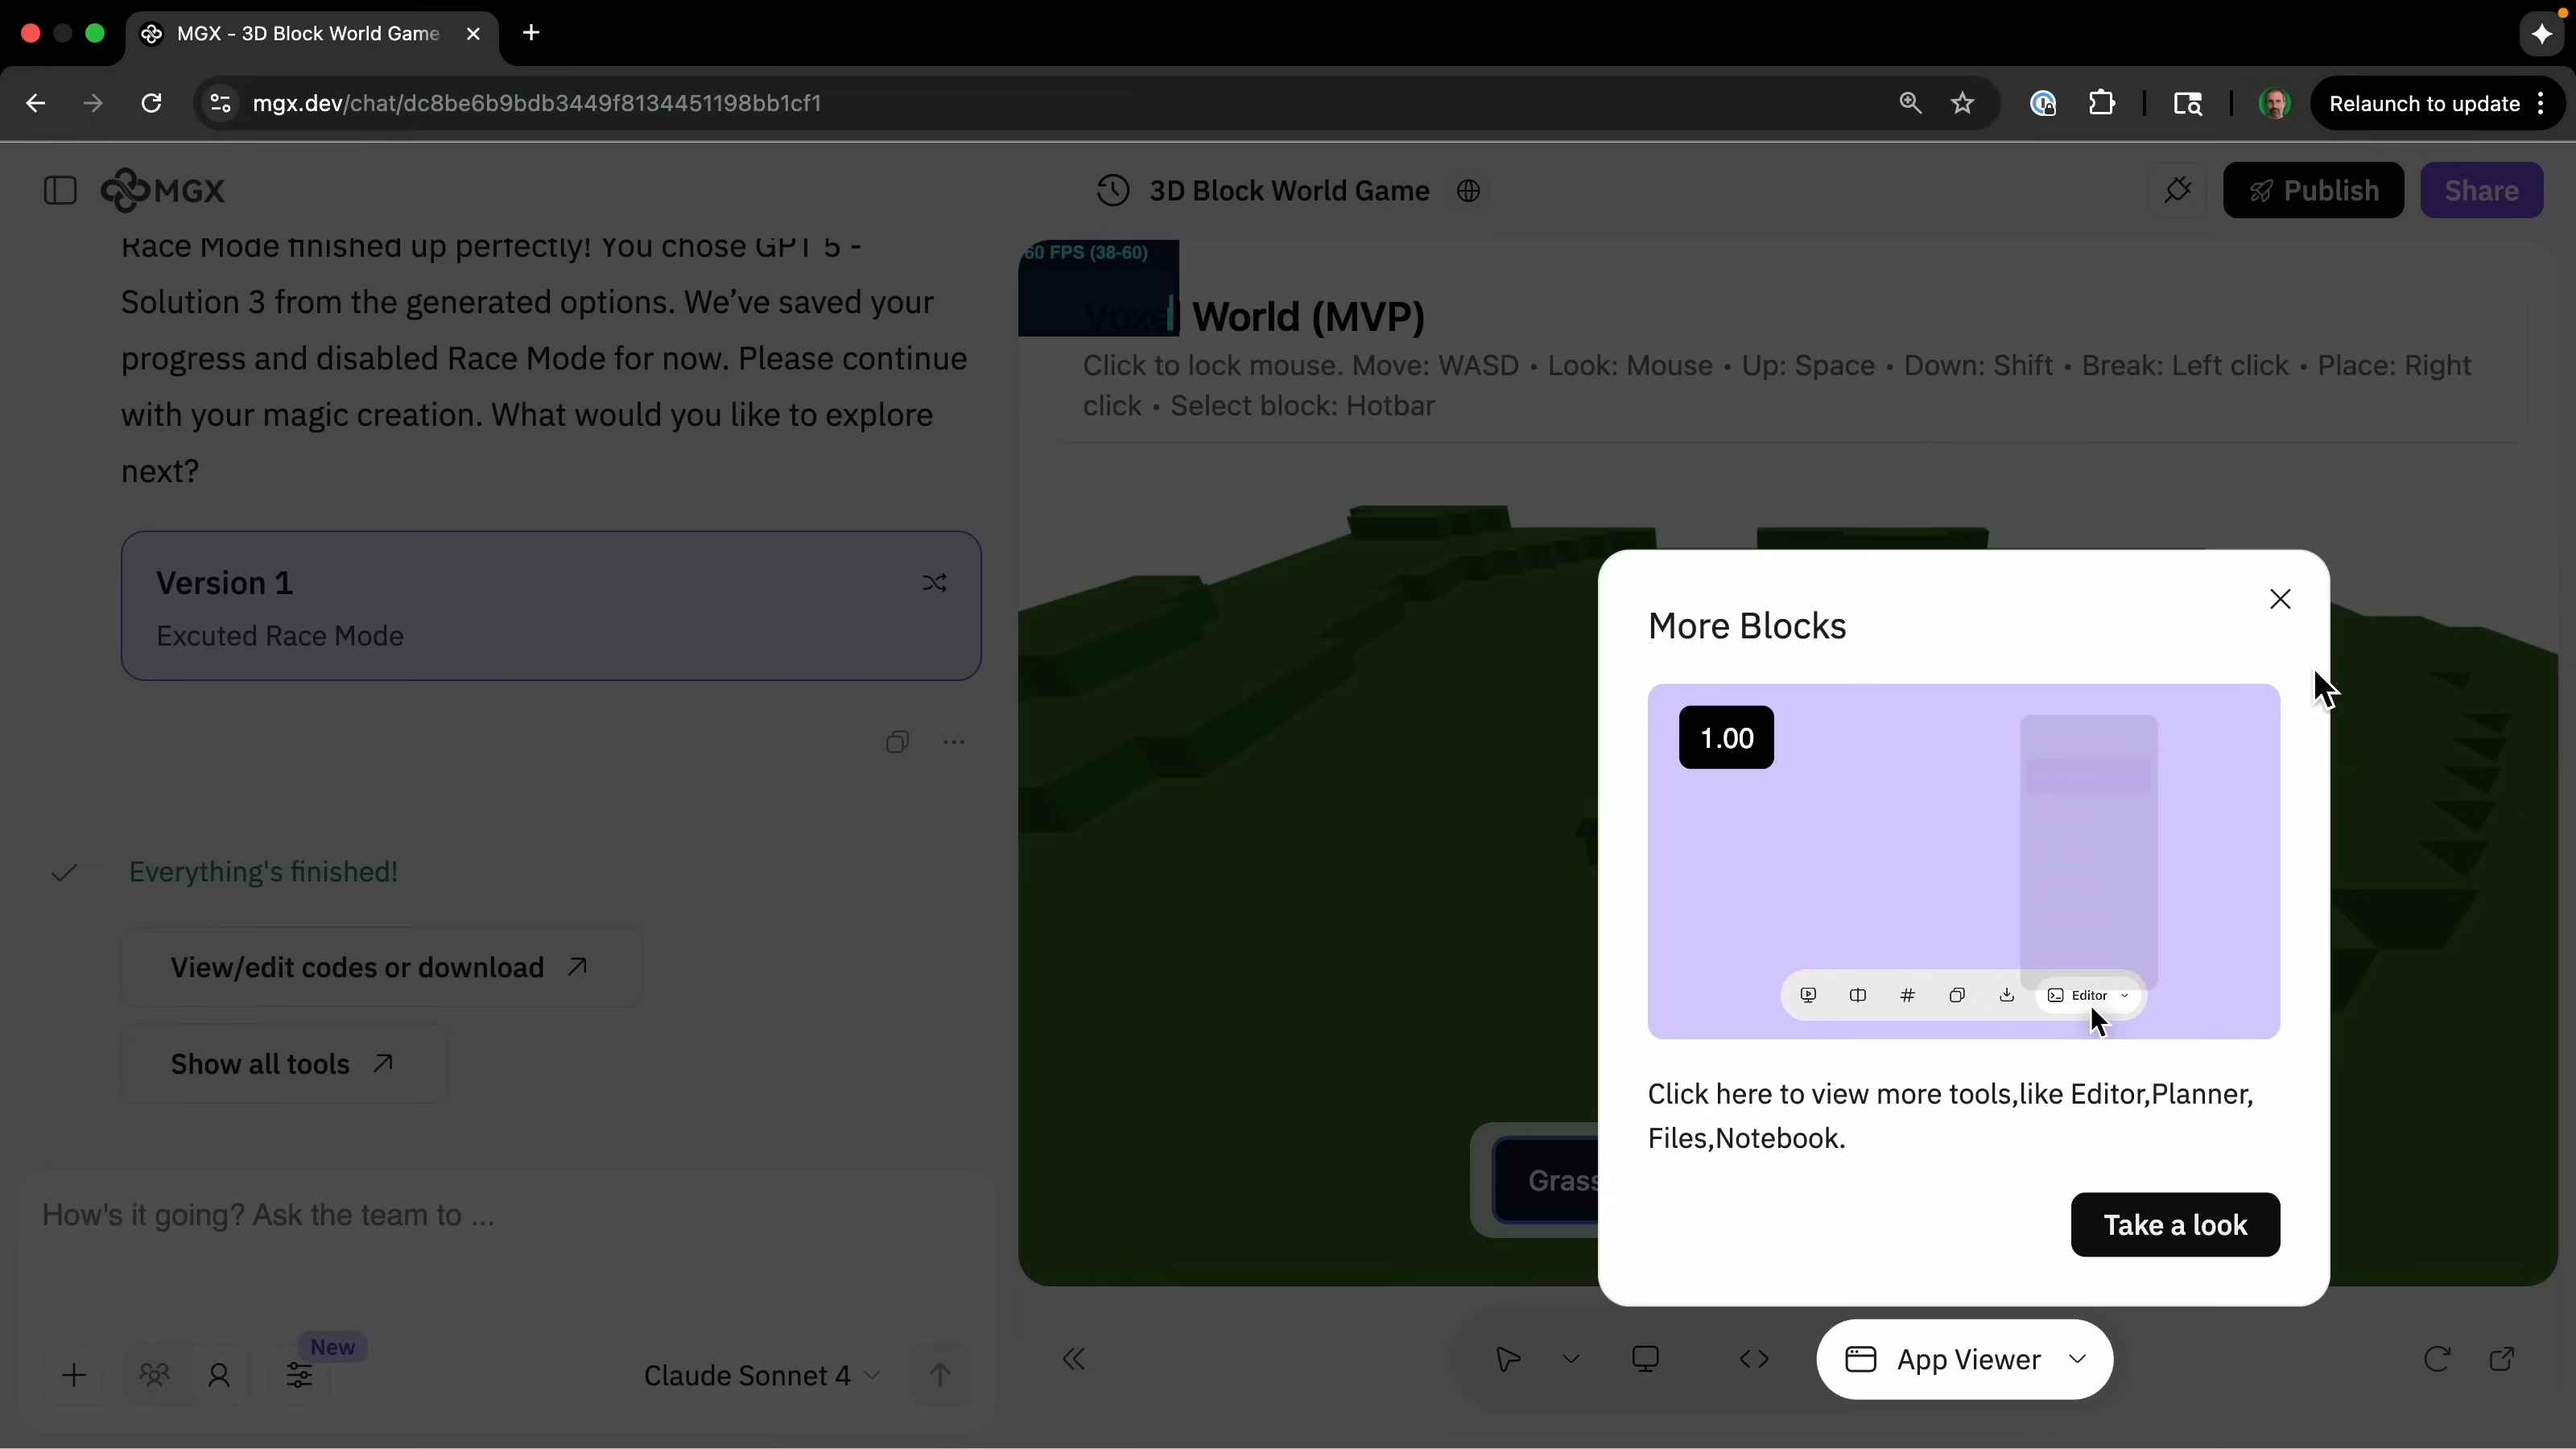 MGX - 3D Block World Game
mgx.dev/chat/dc8be6b9bdb3449f8134451198bb1cf1
Relaunch to update
MGX
3D Block World Game
Publish
Share
Race Mode finished up perfectly! You chose GPT 5 -
Solution 3 from the generated options. We've saved your
progress and disabled Race Mode for now. Please continue
with your magic creation. What would you like to explore
next?
Version 1
Excuted Race Mode
Everything's finished!
View/edit codes or download
Show all tools
How's it going? Ask the team to ...
New
Claude Sonnet 4
60 FPS (38-60)
Voxel World (MVP)
Click to lock mouse. Move: WASD • Look: Mouse • Up: Space • Down: Shift • Break: Left click • Place: Right
click • Select block: Hotbar
Grass
More Blocks
1.00
Editor
Click here to view more tools,like Editor,Planner,
Files,Notebook.
Take a look
App Viewer